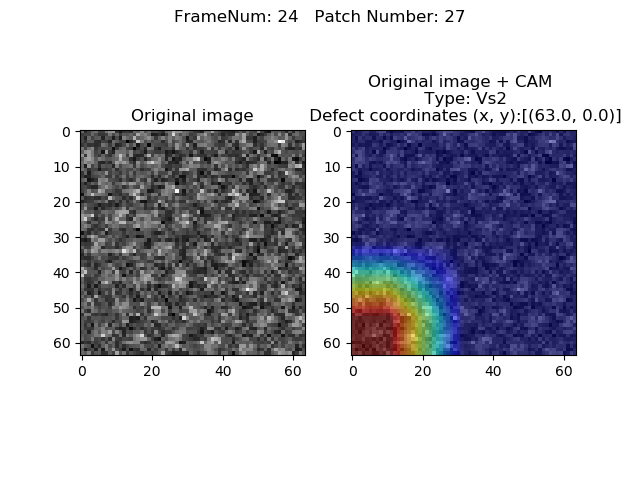 FrameNum: 24   Patch Number: 27
Original image
Original image + CAM
Type: Vs2
Defect coordinates (x, y):[(63.0, 0.0)]
0
10
20
30
40
50
60
0 20 40 60
0
10
20
30
40
50
60
0 20 40 60